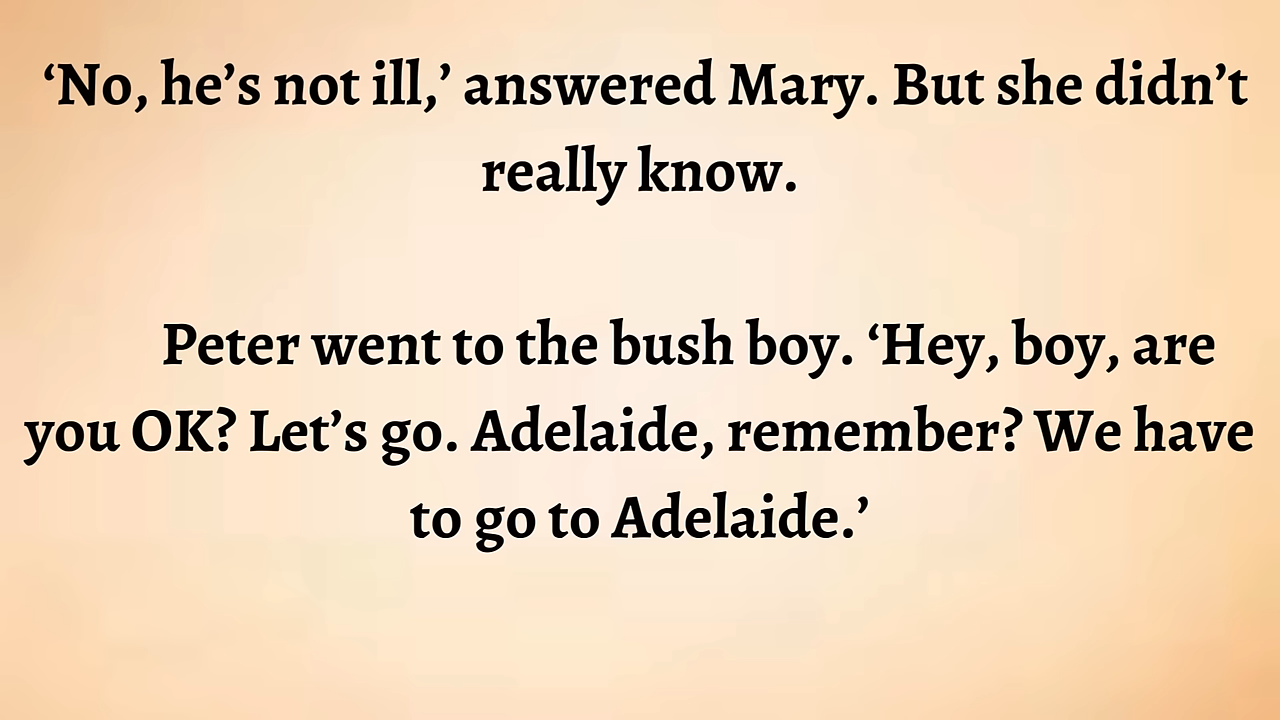 ‘No, he’s not ill,’ answered Mary. But she didn’t
really know.
Peter went to the bush boy. ‘Hey, boy, are
you OK? Let’s go. Adelaide, remember? We have
to go to Adelaide.’